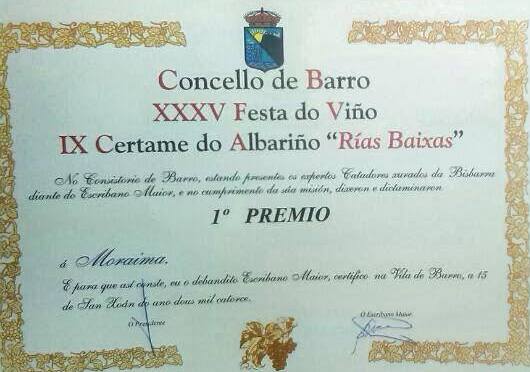 Concello de Barro
XXXV Festa do Viño
IX Certame do Albariño "Rías Baixas"
No Consistorio de Barro, estando presentes os expertos Catadores xurados da Bisbarra
diante do Escribano Maior, e no cumprimento da súa misión, dixeron e dictaminaron
1º PREMIO
á Moraima.
E para que así conste, eu o debandito Escribano Maior, certifico na Vila de Barro, a 15
de San Xoán do ano dous mil catorce.
O Presidente
O Escribano Maior